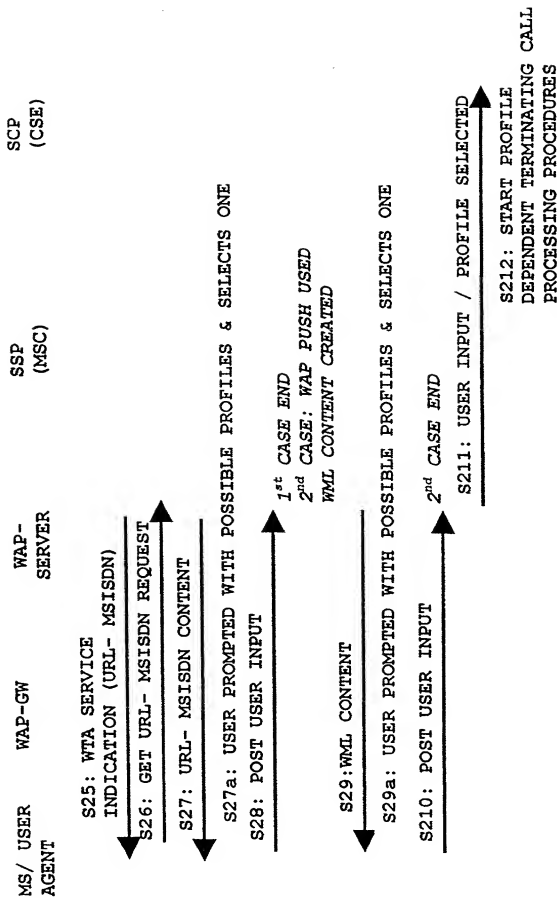 MS/ USER
AGENT
WAP-GW
WAP-
SERVER
SSP
(MSC)
SCP
(CSE)
S25: WTA SERVICE
INDICATION (URL- MSISDN)
S26: GET URL- MSISDN REQUEST
S27: URL- MSISDN CONTENT
S27a: USER PROMPTED WITH POSSIBLE PROFILES & SELECTS ONE
S28: POST USER INPUT
1st CASE END
2nd CASE: WAP PUSH USED
WML CONTENT CREATED
S29:WML CONTENT
S29a: USER PROMPTED WITH POSSIBLE PROFILES & SELECTS ONE
S210: POST USER INPUT
2nd CASE END
S211: USER INPUT / PROFILE SELECTED
S212: START PROFILE
DEPENDENT TERMINATING CALL
PROCESSING PROCEDURES